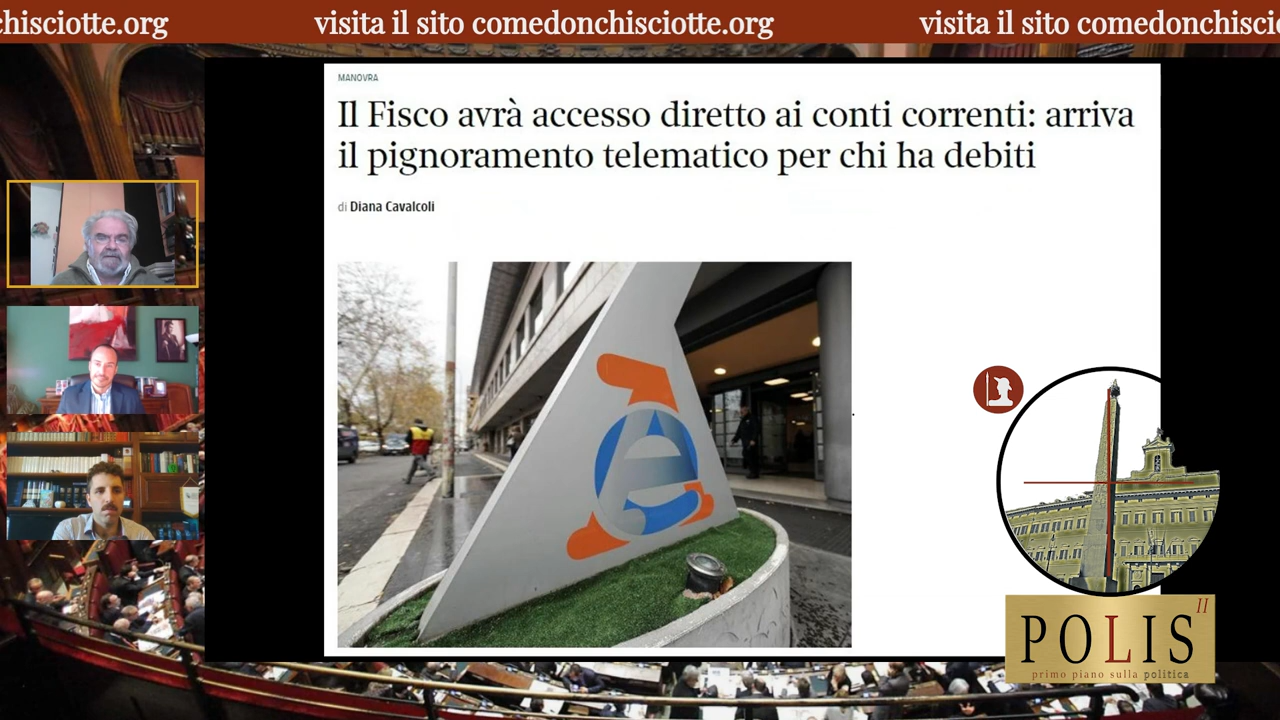 chisciotte.org visita il sito comedonchisciotte.org visita il sito comedonchiscio
MANOVRA
Il Fisco avrà accesso diretto ai conti correnti: arriva
il pignoramento telematico per chi ha debiti
di Diana Cavalcoli
e
POLIS II
primo piano sulla politica